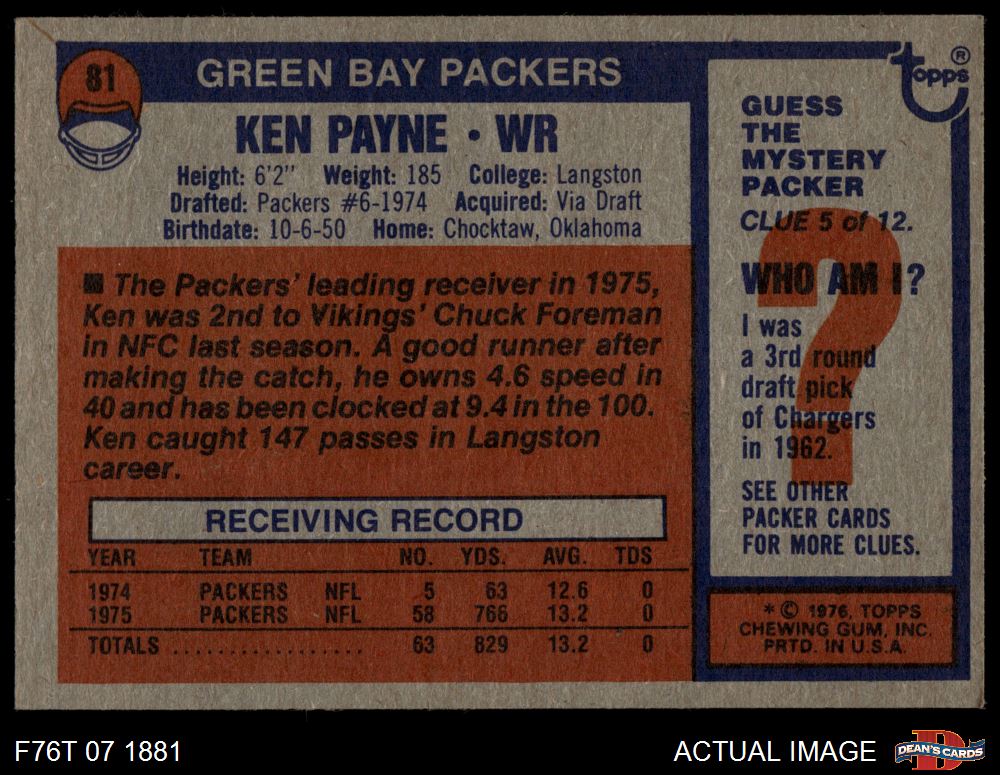 81
GREEN BAY PACKERS
KEN PAYNE • WR
Height: 6'2" Weight: 185 College: Langston
Drafted: Packers #6-1974 Acquired: Via Draft
Birthdate: 10-6-50 Home: Chocktaw, Oklahoma
■ The Packers' leading receiver in 1975,
Ken was 2nd to Vikings' Chuck Foreman
in NFC last season. A good runner after
making the catch, he owns 4.6 speed in
40 and has been clocked at 9.4 in the 100.
Ken caught 147 passes in Langston
career.
RECEIVING RECORD
YEAR TEAM NO. YDS. AVG. TDS
1974 PACKERS NFL 5 63 12.6 0
1975 PACKERS NFL 58 766 13.2 0
TOTALS .................. 63 829 13.2 0
topps®
GUESS
THE
MYSTERY
PACKER
CLUE 5 of 12.
WHO AM I?
I was
a 3rd round
draft pick
of Chargers
in 1962.
SEE OTHER
PACKER CARDS
FOR MORE CLUES.
* © 1976, TOPPS
CHEWING GUM, INC.
PRTD. IN U.S.A.
F76T 07 1881
ACTUAL IMAGE
DEAN'S CARDS